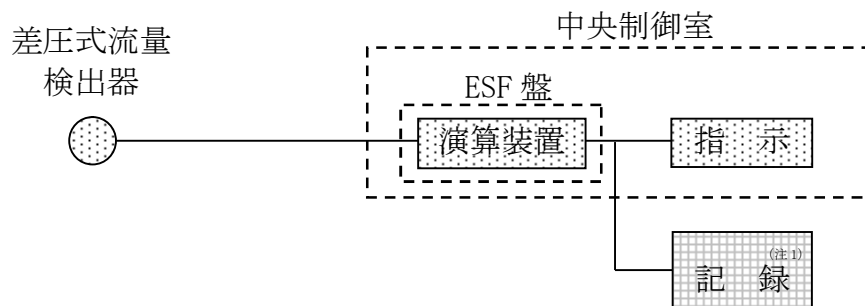 中央制御室
差圧式流量
検出器
ESF 盤
演算装置
指　示
(注1)
記　録